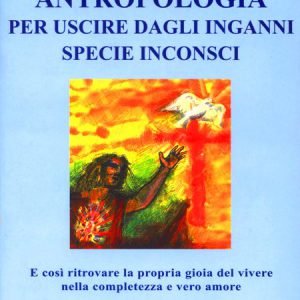 ANTROPOLOGIA
PER USCIRE DAGLI INGANNI
SPECIE INCONSCI
E così ritrovare la propria gioia del vivere
nella completezza e vero amore